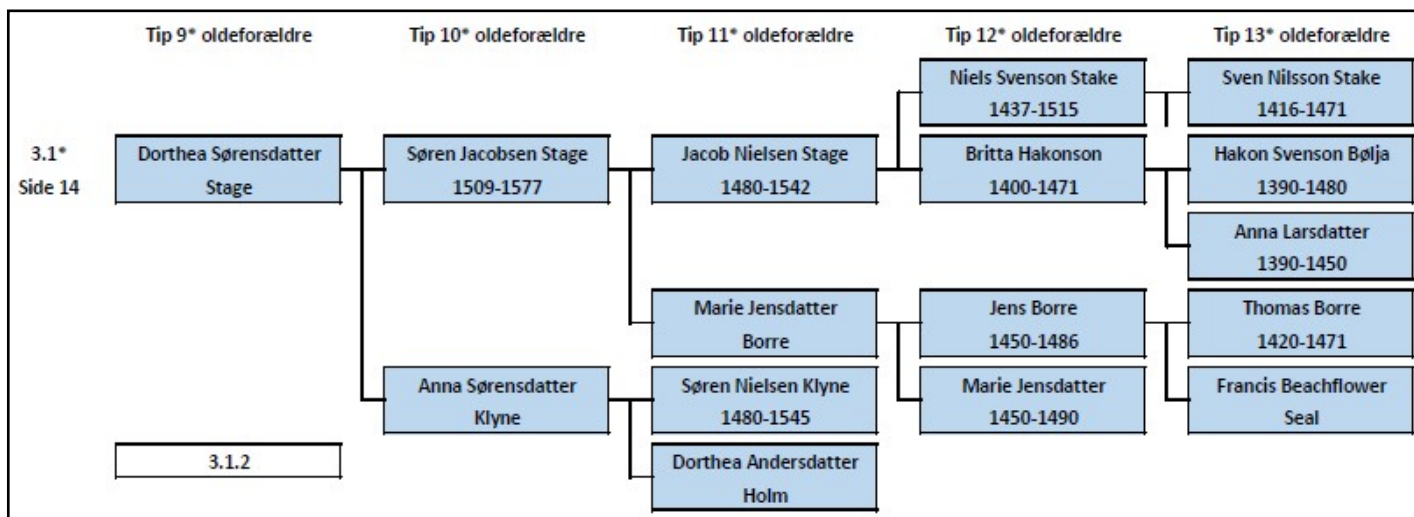 Tip 9* oldeforældre
Tip 10* oldeforældre
Tip 11* oldeforældre
Tip 12* oldeforældre
Tip 13* oldeforældre
3.1*
Side 14
Dorthea Sørensdatter
Stage
3.1.2
Søren Jacobsen Stage
1509-1577
Anna Sørensdatter
Klyne
Jacob Nielsen Stage
1480-1542
Marie Jensdatter
Borre
Søren Nielsen Klyne
1480-1545
Dorthea Andersdatter
Holm
Niels Svenson Stake
1437-1515
Britta Hakonson
1400-1471
Jens Borre
1450-1486
Marie Jensdatter
1450-1490
Sven Nilsson Stake
1416-1471
Hakon Svenson Bølja
1390-1480
Anna Larsdatter
1390-1450
Thomas Borre
1420-1471
Francis Beachflower
Seal